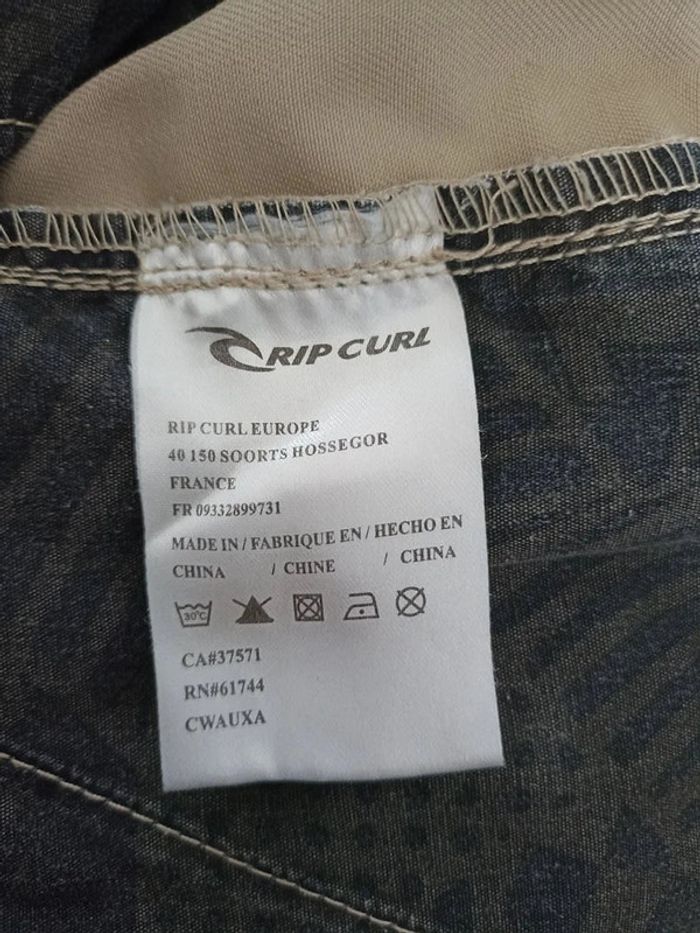 RIP CURL
RIP CURL EUROPE
40 150 SOORTS HOSSEGOR
FRANCE
FR 09332899731
MADE IN / FABRIQUE EN / HECHO EN
CHINA / CHINE / CHINA
30°C
CA#37571
RN#61744
CWAUXA